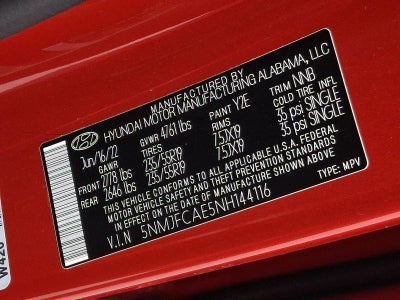 MANUFACTURED BY
HYUNDAI MOTOR MANUFACTURING ALABAMA, LLC
Jun/16/22 GVWR 4761 lbs PAINT Y2E TRIM NNB
GAWR TIRES RIMS COLD TIRE INFL
FRONT 2778 lbs 235/55R19 7.5JX19 35 psi SINGLE
REAR 2646 lbs 235/55R19 7.5JX19 35 psi SINGLE
THIS VEHICLE CONFORMS TO ALL APPLICABLE U.S.A. FEDERAL
MOTOR VEHICLE SAFETY AND THEFT PREVENTION STANDARDS
IN EFFECT ON THE DATE OF MANUFACTURE SHOWN ABOVE.
V.I.N 5NMJFCAE5NH144116 TYPE: MPV
W420